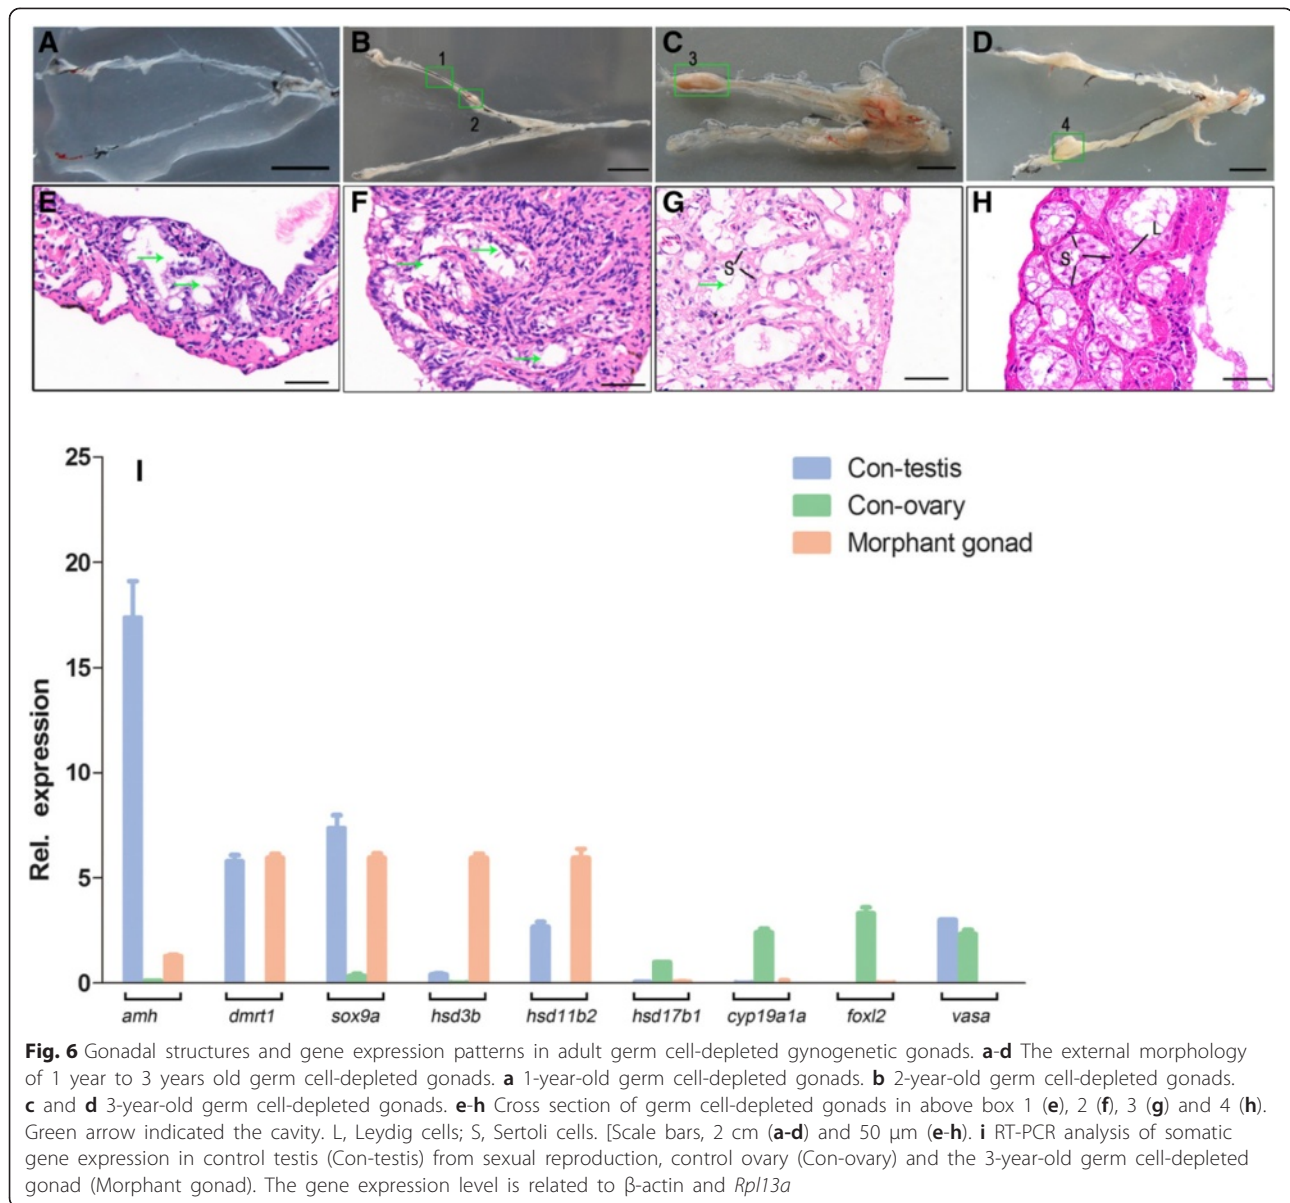 A
B
1
2
C
3
D
4
E
F
G
S
H
L
S
I
25
20
15
10
5
0
Rel. expression
Con-testis
Con-ovary
Morphant gonad
amh dmrt1 sox9a hsd3b hsd11b2 hsd17b1 cyp19a1a foxl2 vasa
Fig. 6 Gonadal structures and gene expression patterns in adult germ cell-depleted gynogenetic gonads. a-d The external morphology
of 1 year to 3 years old germ cell-depleted gonads. a 1-year-old germ cell-depleted gonads. b 2-year-old germ cell-depleted gonads.
c and d 3-year-old germ cell-depleted gonads. e-h Cross section of germ cell-depleted gonads in above box 1 (e), 2 (f), 3 (g) and 4 (h).
Green arrow indicated the cavity. L, Leydig cells; S, Sertoli cells. [Scale bars, 2 cm (a-d) and 50 μm (e-h). i RT-PCR analysis of somatic
gene expression in control testis (Con-testis) from sexual reproduction, control ovary (Con-ovary) and the 3-year-old germ cell-depleted
gonad (Morphant gonad). The gene expression level is related to β-actin and Rpl13a